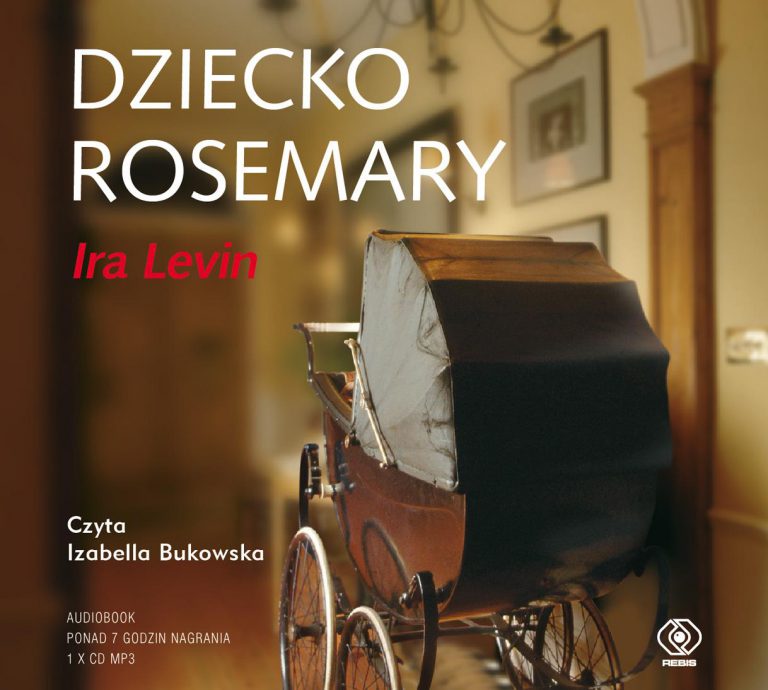 DZIECKO
ROSEMARY
Ira Levin
Czyta
Izabella Bukowska
AUDIOBOOK
PONAD 7 GODZIN NAGRANIA
1 X CD MP3
REBIS